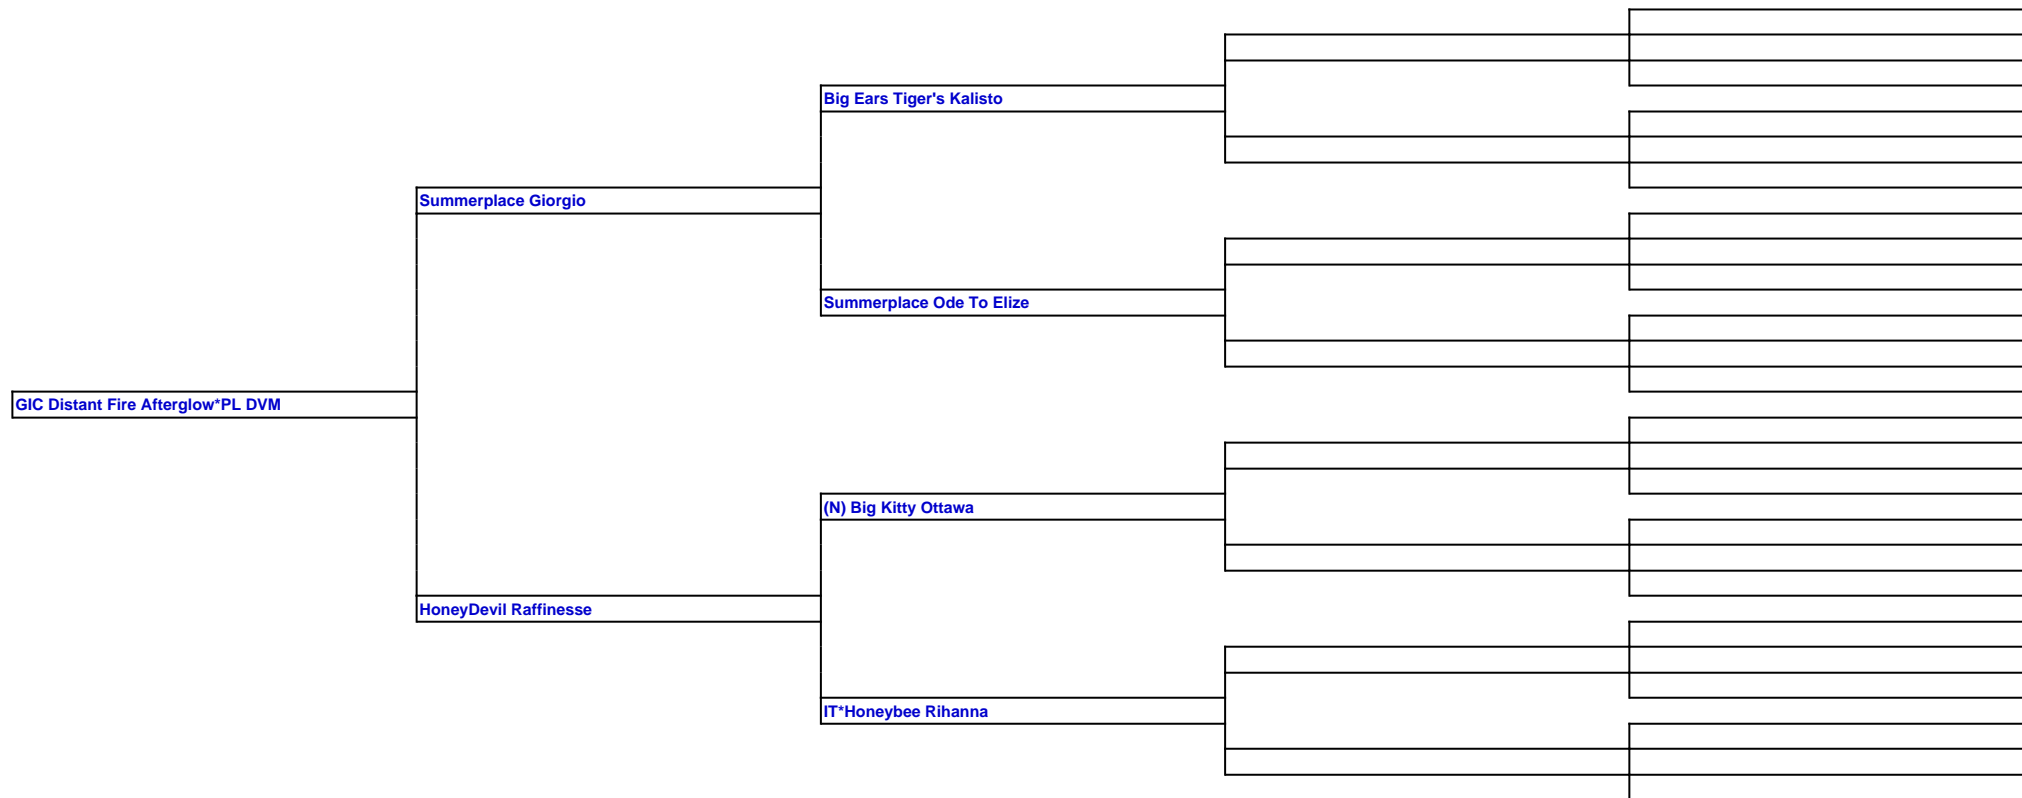 Big Ears Tiger's Kalisto
Summerplace Giorgio
Summerplace Ode To Elize
GIC Distant Fire Afterglow*PL DVM
(N) Big Kitty Ottawa
HoneyDevil Raffinesse
IT*Honeybee Rihanna